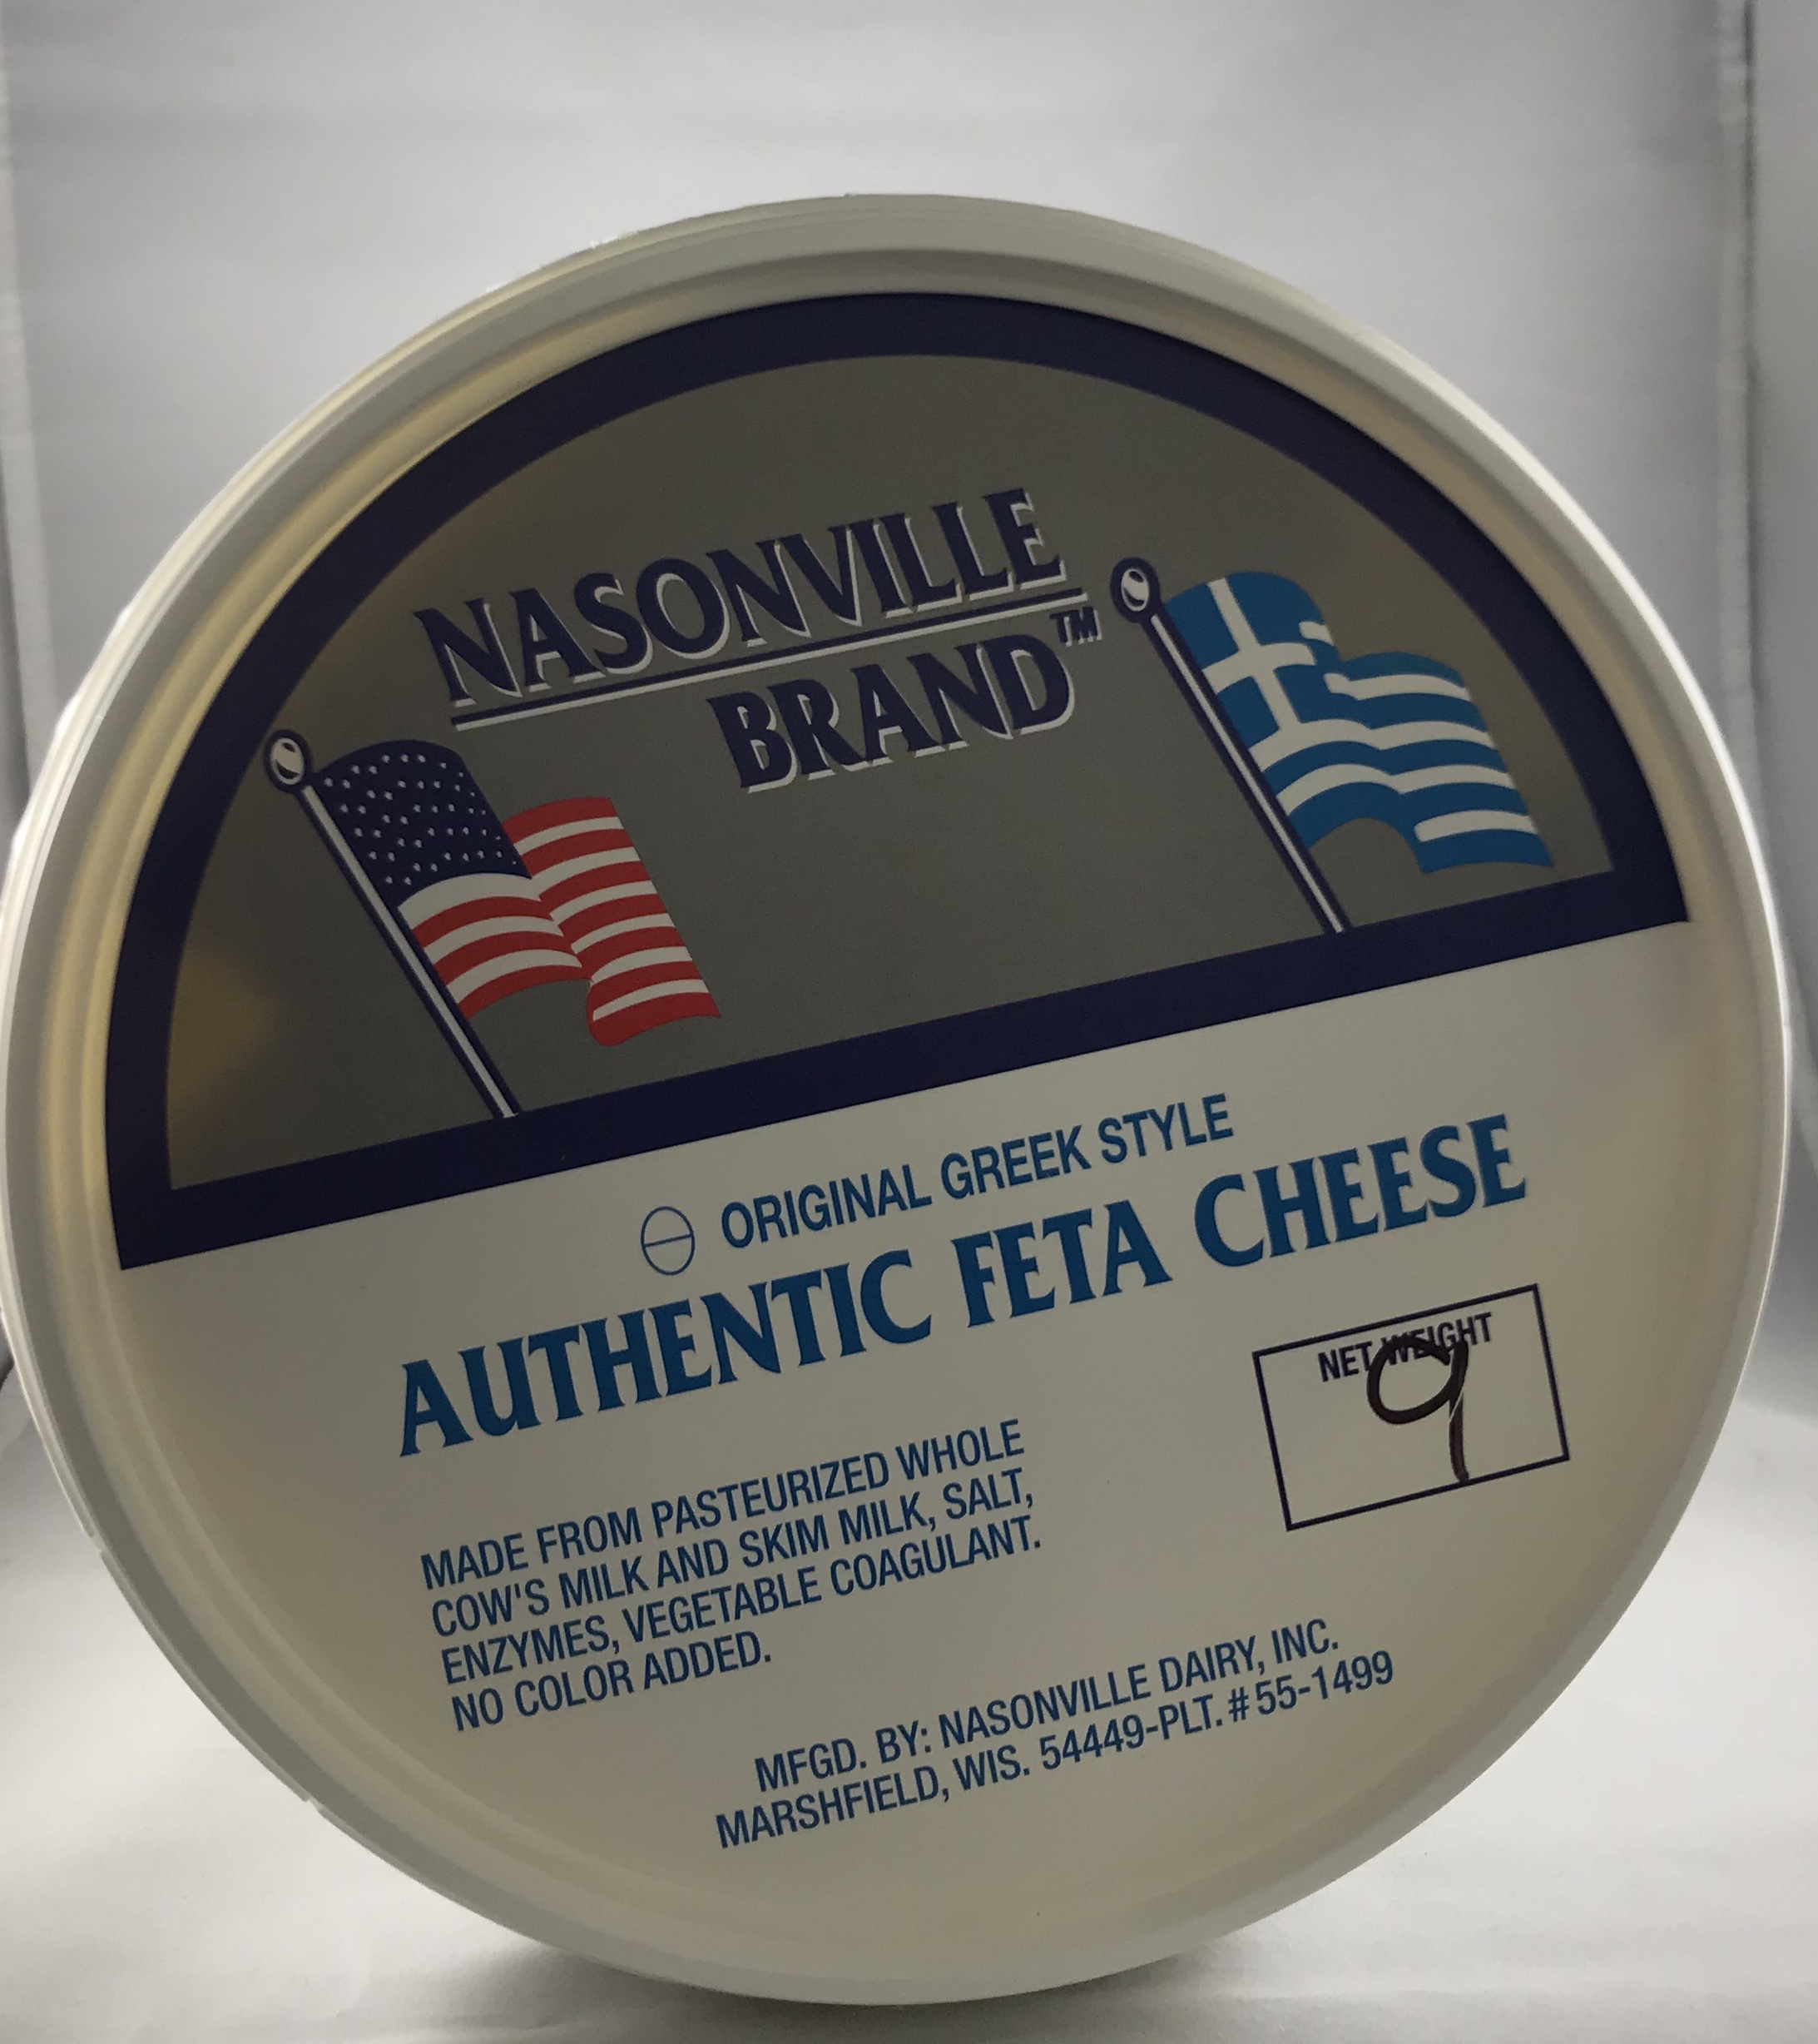 NASONVILLE
BRAND™
ORIGINAL GREEK STYLE
AUTHENTIC FETA CHEESE
NET WEIGHT
9
MADE FROM PASTEURIZED WHOLE
COW'S MILK AND SKIM MILK, SALT,
ENZYMES, VEGETABLE COAGULANT.
NO COLOR ADDED.
MFGD. BY: NASONVILLE DAIRY, INC.
MARSHFIELD, WIS. 54449-PLT. # 55-1499